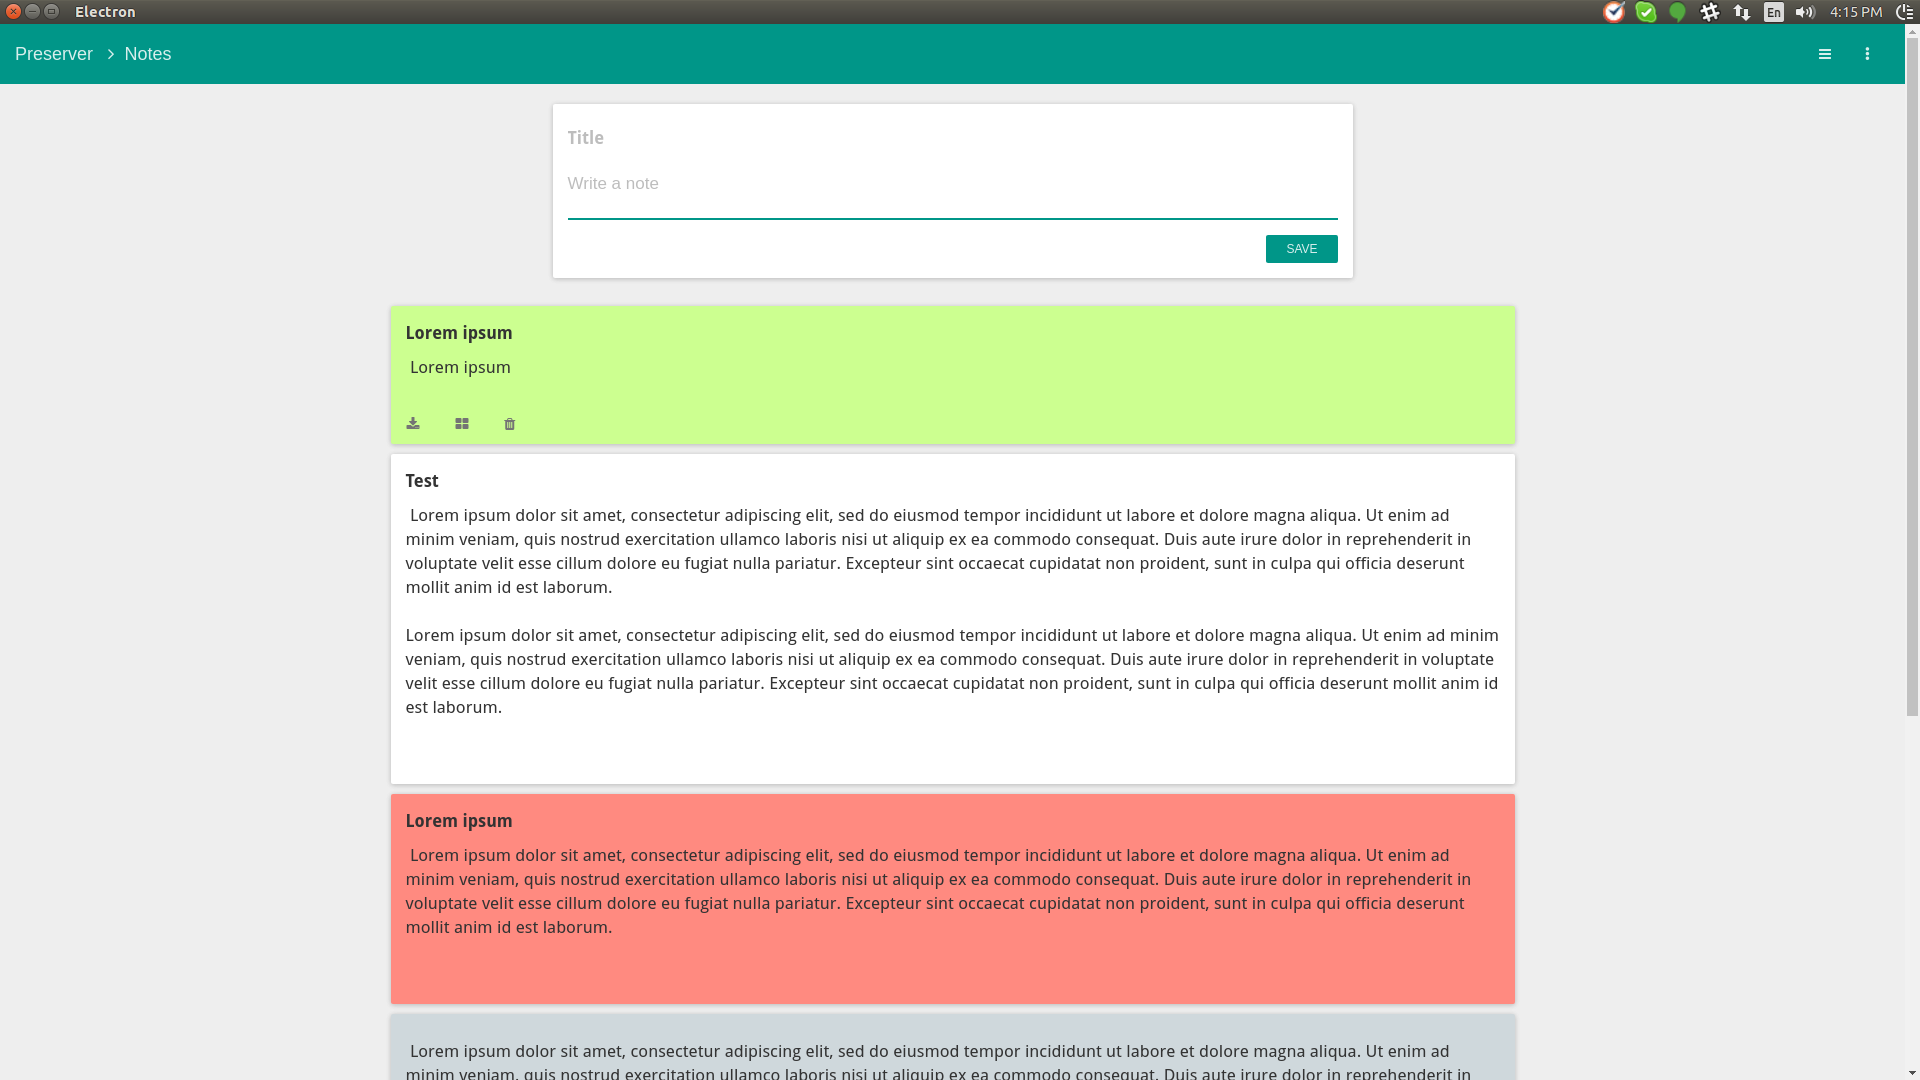 Electron
En
4:15 PM
Preserver > Notes
Title
Write a note
SAVE
Lorem ipsum
Lorem ipsum
Test
Lorem ipsum dolor sit amet, consectetur adipiscing elit, sed do eiusmod tempor incididunt ut labore et dolore magna aliqua. Ut enim ad
minim veniam, quis nostrud exercitation ullamco laboris nisi ut aliquip ex ea commodo consequat. Duis aute irure dolor in reprehenderit in
voluptate velit esse cillum dolore eu fugiat nulla pariatur. Excepteur sint occaecat cupidatat non proident, sunt in culpa qui officia deserunt
mollit anim id est laborum.
Lorem ipsum dolor sit amet, consectetur adipiscing elit, sed do eiusmod tempor incididunt ut labore et dolore magna aliqua. Ut enim ad minim
veniam, quis nostrud exercitation ullamco laboris nisi ut aliquip ex ea commodo consequat. Duis aute irure dolor in reprehenderit in voluptate
velit esse cillum dolore eu fugiat nulla pariatur. Excepteur sint occaecat cupidatat non proident, sunt in culpa qui officia deserunt mollit anim id
est laborum.
Lorem ipsum
Lorem ipsum dolor sit amet, consectetur adipiscing elit, sed do eiusmod tempor incididunt ut labore et dolore magna aliqua. Ut enim ad
minim veniam, quis nostrud exercitation ullamco laboris nisi ut aliquip ex ea commodo consequat. Duis aute irure dolor in reprehenderit in
voluptate velit esse cillum dolore eu fugiat nulla pariatur. Excepteur sint occaecat cupidatat non proident, sunt in culpa qui officia deserunt
mollit anim id est laborum.
Lorem ipsum dolor sit amet, consectetur adipiscing elit, sed do eiusmod tempor incididunt ut labore et dolore magna aliqua. Ut enim ad
minim veniam, quis nostrud exercitation ullamco laboris nisi ut aliquip ex ea commodo consequat. Duis aute irure dolor in reprehenderit in